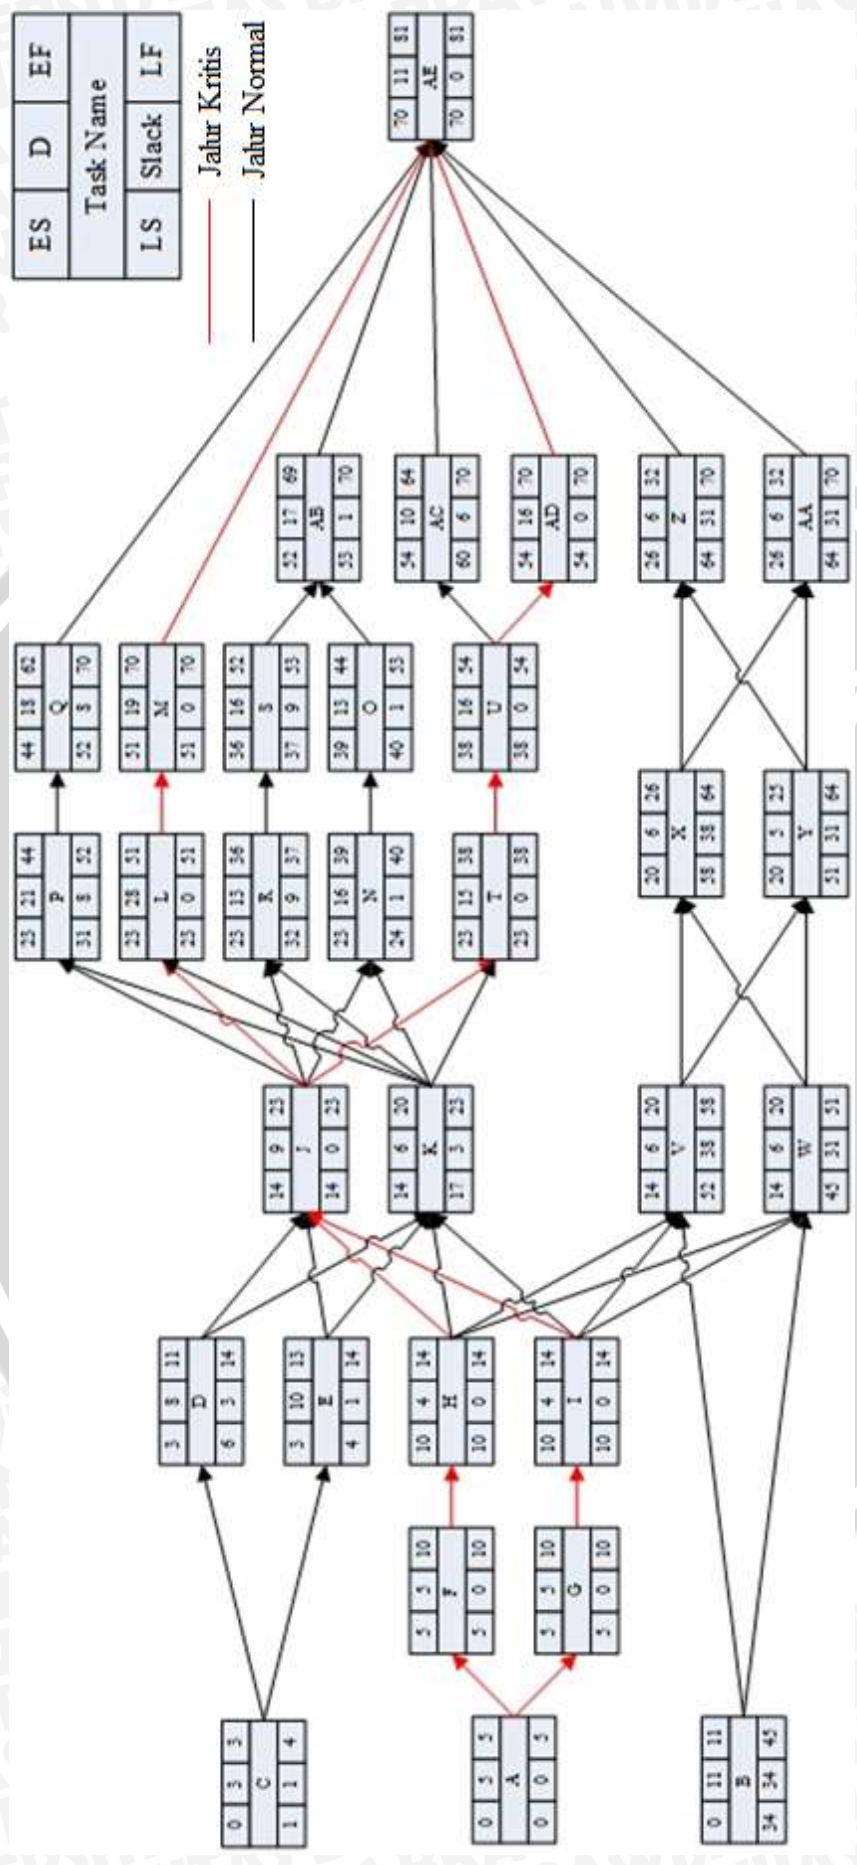 ES D EF
Task Name
LS Slack LF
Jalur Kritis
Jalur Normal
0 3 3
C
1 1 4
0 5 5
A
0 0 5
0 11 11
B
34 34 45
5 5 10
F
5 0 10
5 5 10
G
5 0 10
3 8 11
D
6 3 14
3 10 13
E
4 1 14
10 4 14
H
10 0 14
10 4 14
I
10 0 14
14 9 23
J
14 0 23
14 6 20
K
17 3 23
14 6 20
V
52 38 58
14 6 20
W
45 31 51
23 21 44
P
31 8 52
23 28 51
L
23 0 51
23 13 36
R
32 9 37
23 16 39
N
24 1 40
23 15 38
T
23 0 38
20 6 26
X
58 38 64
20 5 25
Y
51 31 64
44 18 62
Q
52 8 70
51 19 70
M
51 0 70
36 16 52
S
37 9 53
39 13 44
O
40 1 53
38 16 54
U
38 0 54
52 17 69
AB
53 1 70
54 10 64
AC
60 6 70
54 16 70
AD
54 0 70
26 6 32
Z
64 31 70
26 6 32
AA
64 31 70
70 11 81
AE
70 0 81